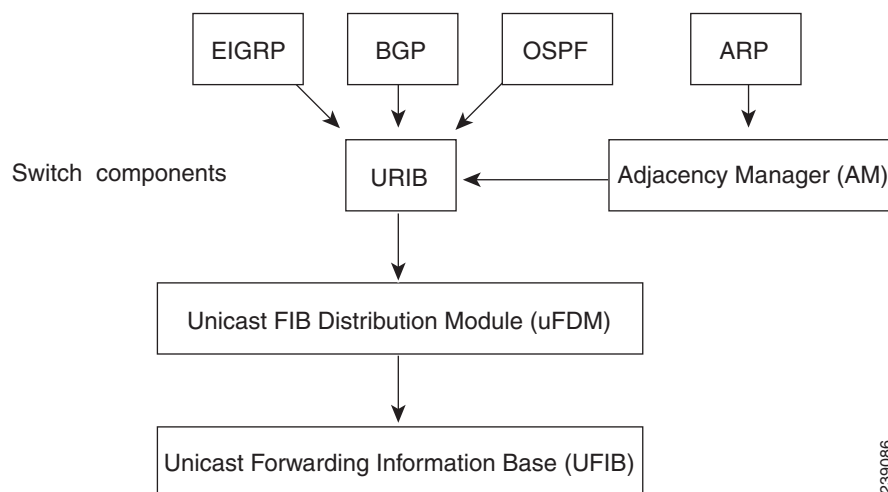 EIGRP
BGP
OSPF
ARP
Switch components
URIB
Adjacency Manager (AM)
Unicast FIB Distribution Module (uFDM)
Unicast Forwarding Information Base (UFIB)
239086